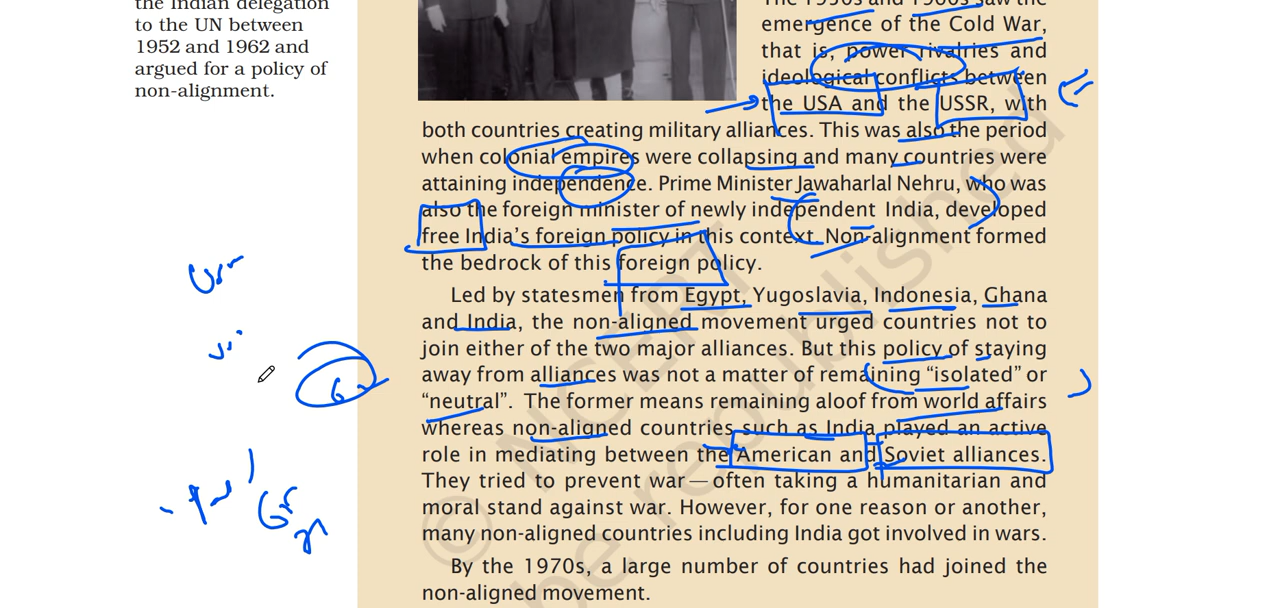 the Indian delegation
to the UN between
1952 and 1962 and
argued for a policy of
non-alignment.
The 1950s and 1960s saw the
emergence of the Cold War,
that is, power rivalries and
ideological conflicts between
the USA and the USSR, with
both countries creating military alliances. This was also the period
when colonial empires were collapsing and many countries were
attaining independence. Prime Minister Jawaharlal Nehru, who was
also the foreign minister of newly independent India, developed
free India's foreign policy in this context. Non-alignment formed
the bedrock of this foreign policy.
Led by statesmen from Egypt, Yugoslavia, Indonesia, Ghana
and India, the non-aligned movement urged countries not to
join either of the two major alliances. But this policy of staying
away from alliances was not a matter of remaining “isolated” or
“neutral”. The former means remaining aloof from world affairs
whereas non-aligned countries such as India played an active
role in mediating between the American and Soviet alliances.
They tried to prevent war — often taking a humanitarian and
moral stand against war. However, for one reason or another,
many non-aligned countries including India got involved in wars.
By the 1970s, a large number of countries had joined the
non-aligned movement.
© NCERT
be republished